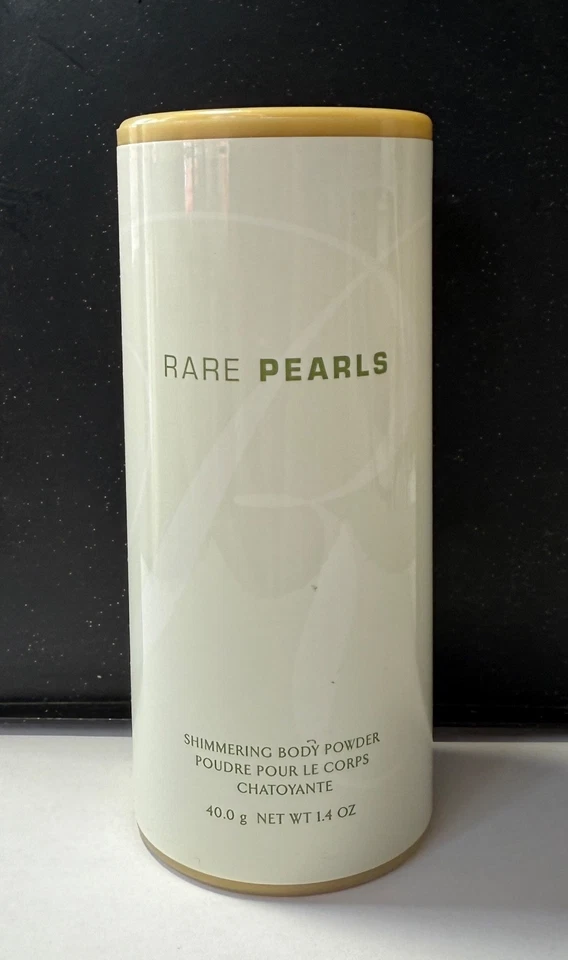 RARE PEARLS
SHIMMERING BODY POWDER
POUDRE POUR LE CORPS
CHATOYANTE
40.0 g NET WT 1.4 OZ